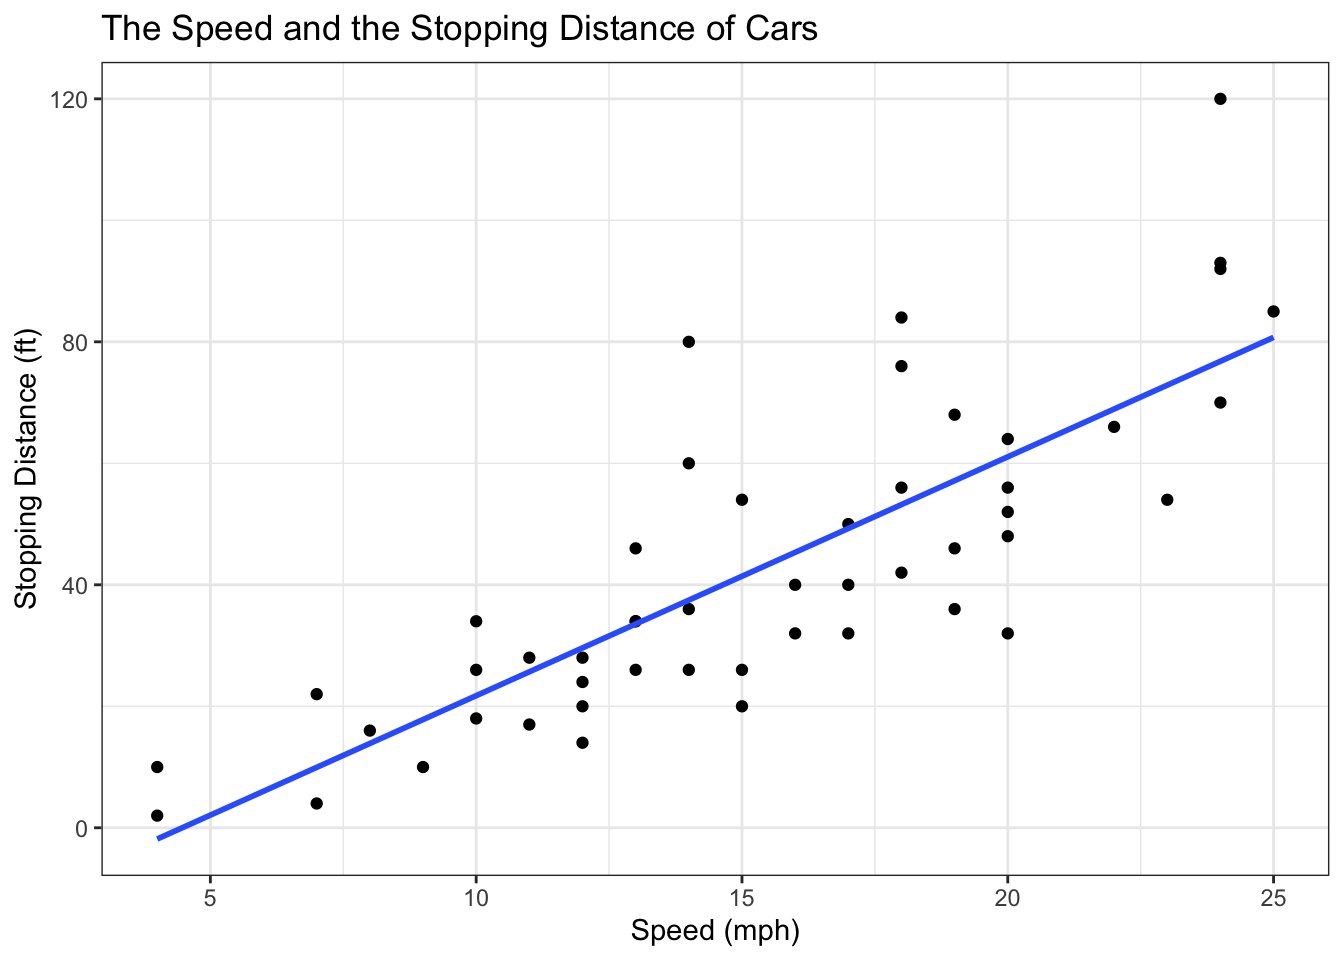 The Speed and the Stopping Distance of Cars
120
80
40
0
Stopping Distance (ft)
5 10 15 20 25
Speed (mph)